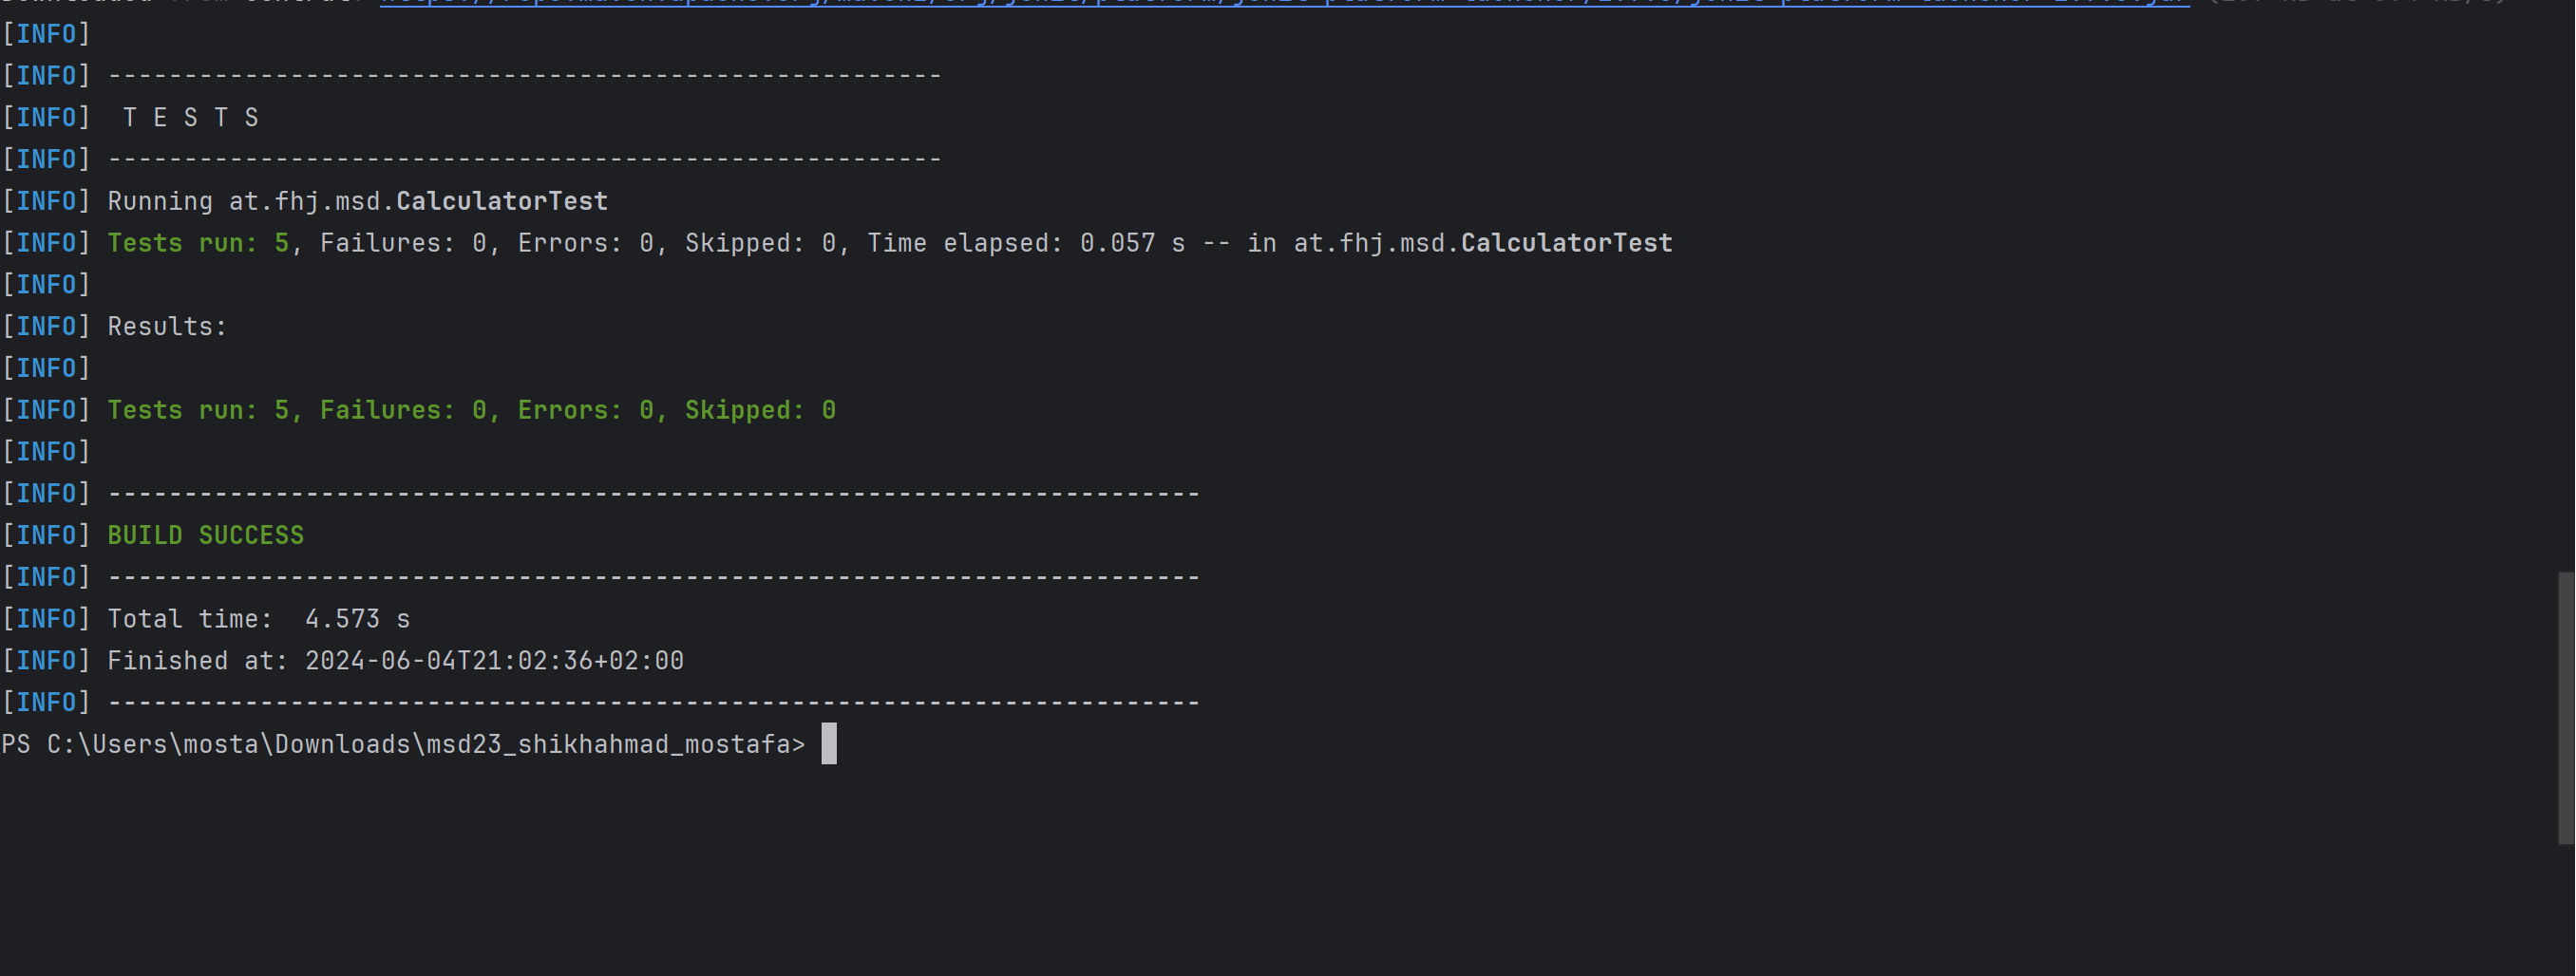 [INFO]
[INFO] -------------------------------------------------------
[INFO]  T E S T S
[INFO] -------------------------------------------------------
[INFO] Running at.fhj.msd.CalculatorTest
[INFO] Tests run: 5, Failures: 0, Errors: 0, Skipped: 0, Time elapsed: 0.057 s -- in at.fhj.msd.CalculatorTest
[INFO]
[INFO] Results:
[INFO]
[INFO] Tests run: 5, Failures: 0, Errors: 0, Skipped: 0
[INFO]
[INFO] ------------------------------------------------------------------------
[INFO] BUILD SUCCESS
[INFO] ------------------------------------------------------------------------
[INFO] Total time:  4.573 s
[INFO] Finished at: 2024-06-04T21:02:36+02:00
[INFO] ------------------------------------------------------------------------
PS C:\Users\mosta\Downloads\msd23_shikhahmad_mostafa>